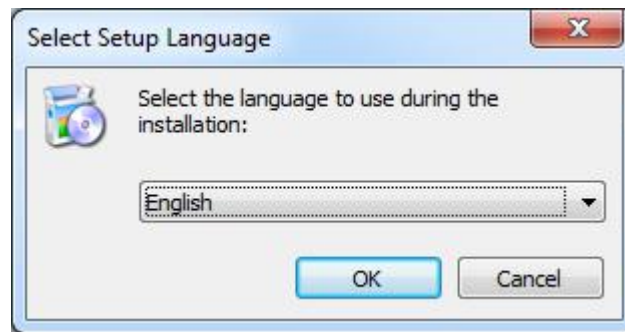 Select Setup Language
Select the language to use during the
installation:
English
OK
Cancel